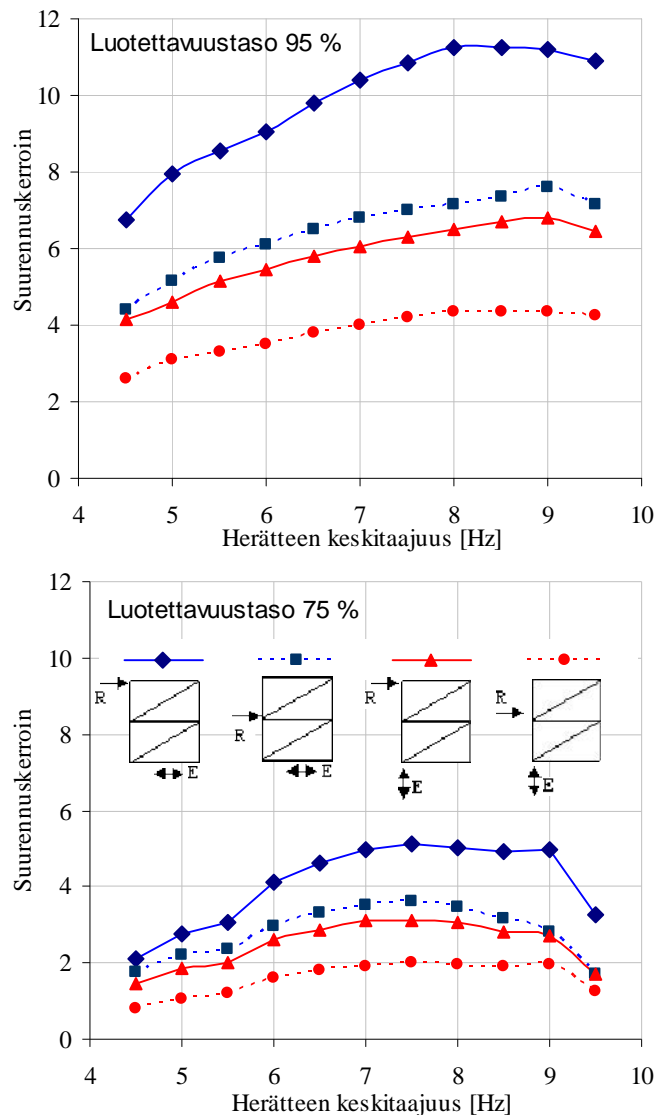 12
Luotettavuustaso 95 %
10
8
6
4
2
0
Suurennuskerroin
4 5 6 7 8 9 10
Herätteen keskitaajuus [Hz]
12
Luotettavuustaso 75 %
10
R R R R
8
E E E E
6
4
2
0
Suurennuskerroin
4 5 6 7 8 9 10
Herätteen keskitaajuus [Hz]